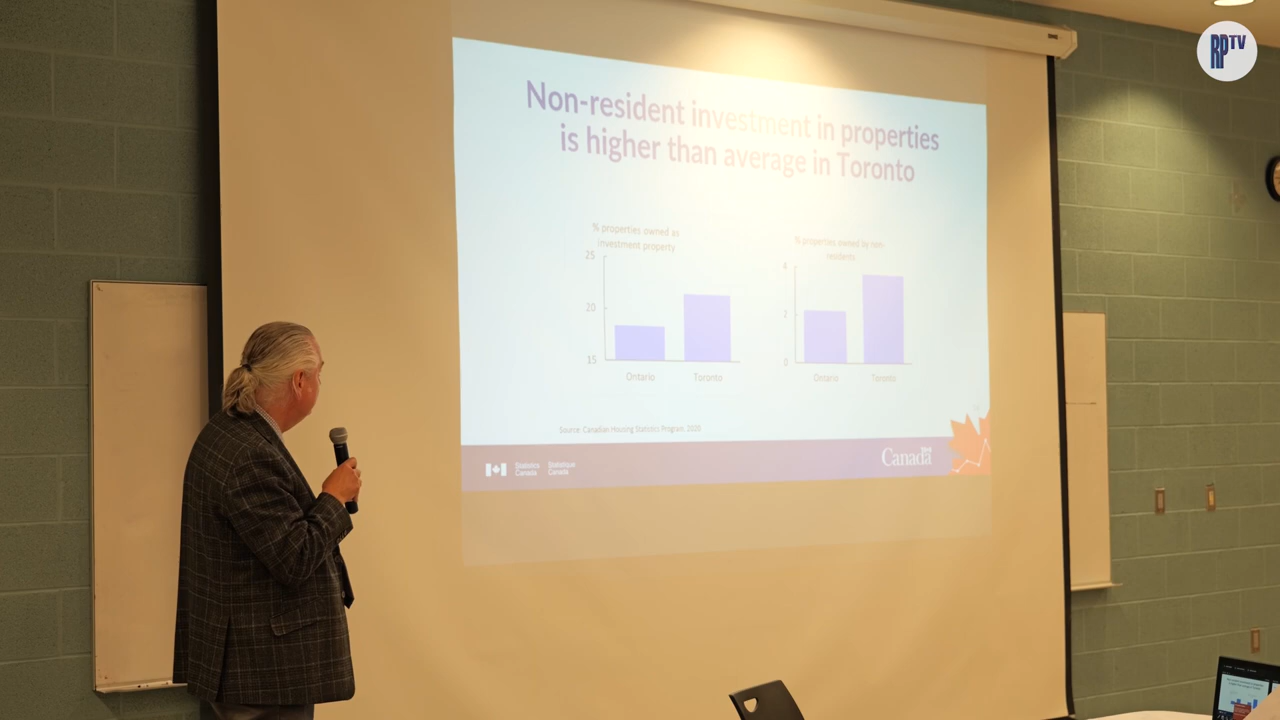 RPTV
Non-resident investment in properties
is higher than average in Toronto
% properties owned as
investment property
25
20
15
Ontario
Toronto
% properties owned by non-
residents
4
2
0
Ontario
Toronto
Source: Canadian Housing Statistics Program, 2020
Statistics
Canada
Statistique
Canada
Canada